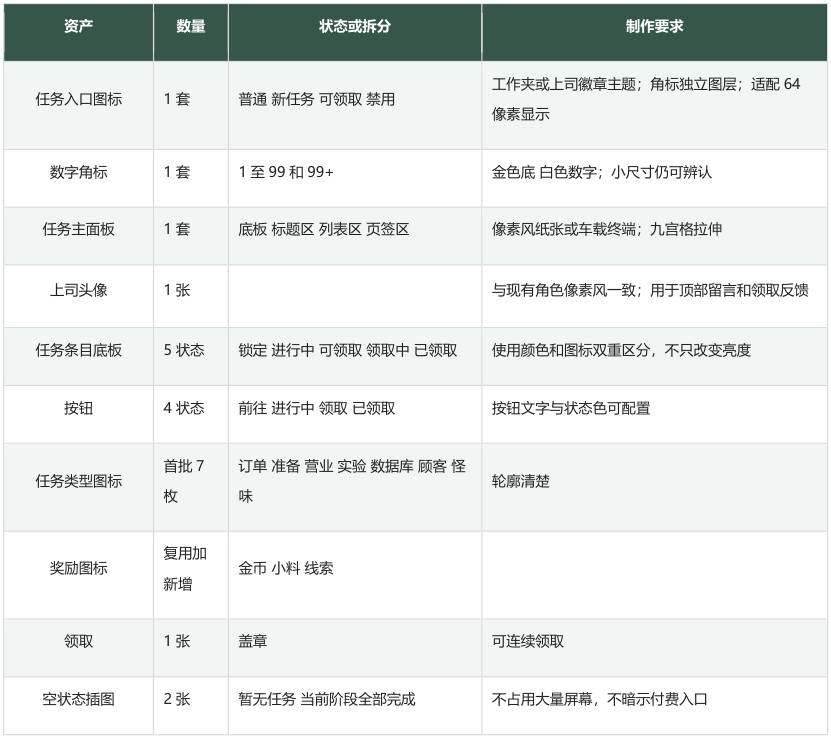 资产 数量 状态或拆分 制作要求
任务入口图标 1 套 普通 新任务 可领取 禁用 工作夹或上司徽章主题；角标独立图层；适配 64
像素显示
数字角标 1 套 1 至 99 和 99+ 金色底 白色数字；小尺寸仍可辨认
任务主面板 1 套 底板 标题区 列表区 页签区 像素风纸张或车载终端；九宫格拉伸
上司头像 1 张 与现有角色像素风一致；用于顶部留言和领取反馈
任务条目底板 5 状态 锁定 进行中 可领取 领取中 已领取 使用颜色和图标双重区分，不只改变亮度
按钮 4 状态 前往 进行中 领取 已领取 按钮文字与状态色可配置
任务类型图标 首批 7
枚 订单 准备 营业 实验 数据库 顾客 怪
味 轮廓清楚
奖励图标 复用加
新增 金币 小料 线索
领取 1 张 盖章 可连续领取
空状态插图 2 张 暂无任务 当前阶段全部完成 不占用大量屏幕，不暗示付费入口